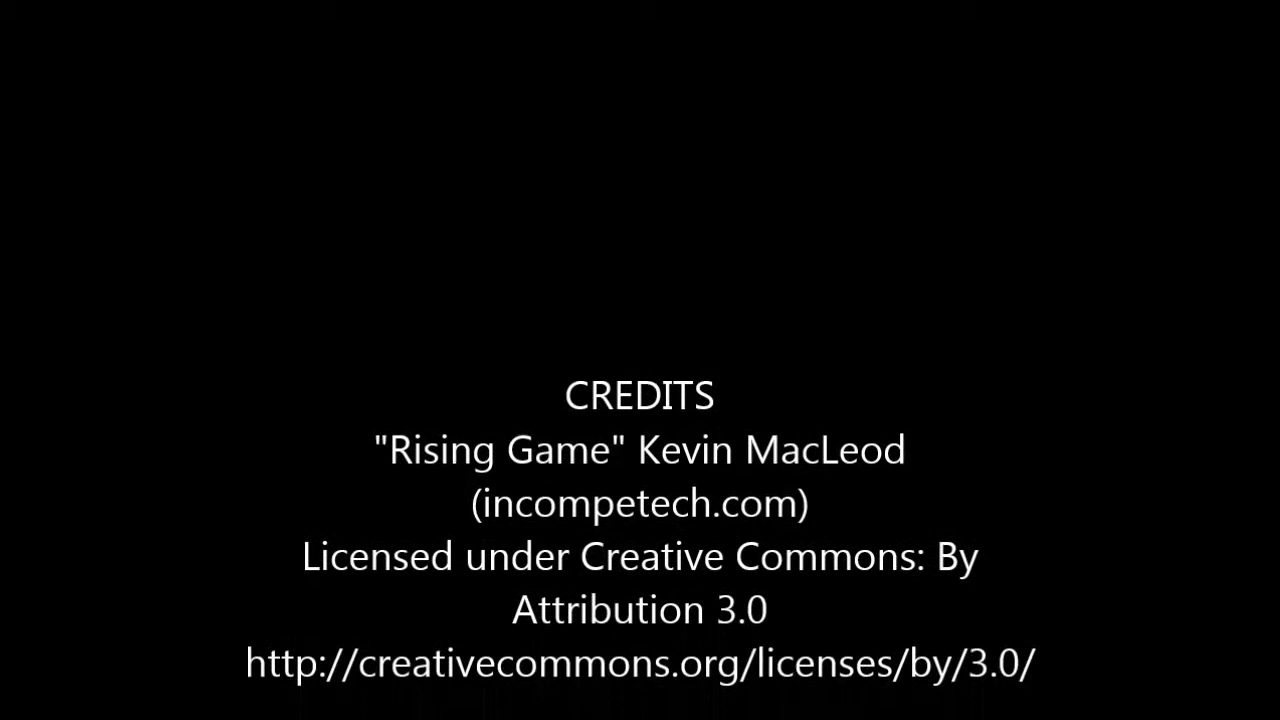 CREDITS
"Rising Game" Kevin MacLeod
(incompetech.com)
Licensed under Creative Commons: By
Attribution 3.0
http://creativecommons.org/licenses/by/3.0/